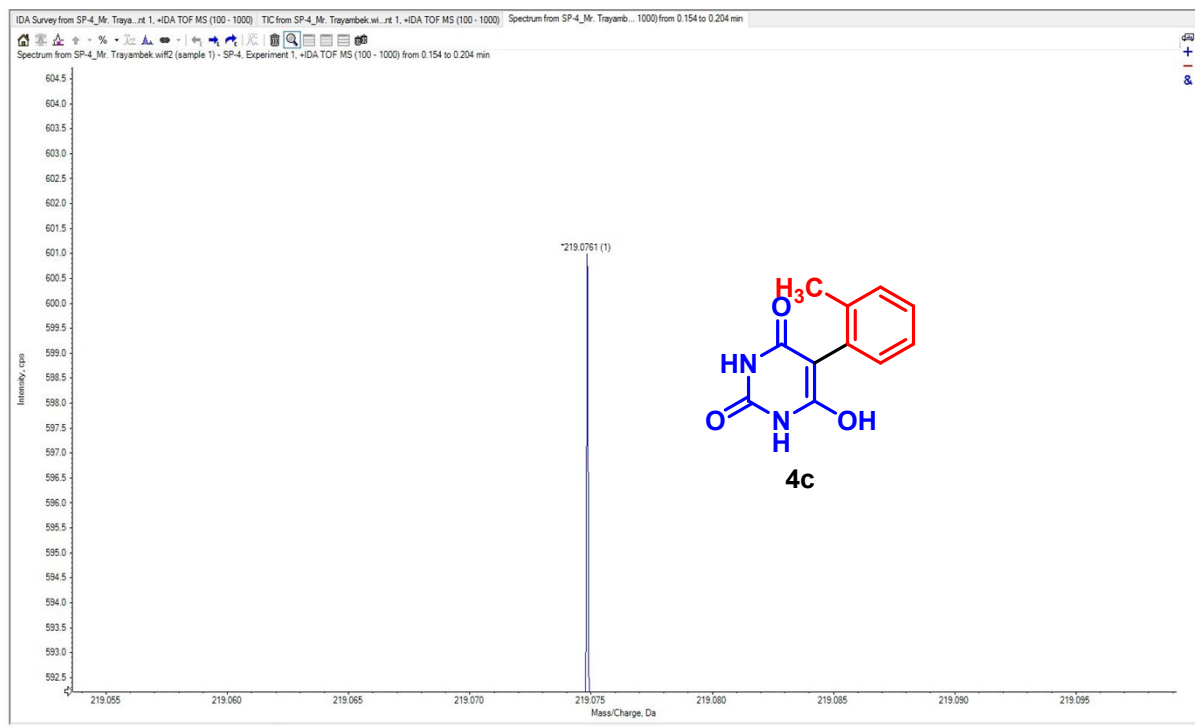 IDA Survey from SP-4_Mr. Traya...nt 1, +IDA TOF MS (100 - 1000) TIC from SP-4_Mr. Trayambek.wi...nt 1, +IDA TOF MS (100 - 1000) Spectrum from SP-4_Mr. Trayamb... 1000) from 0.154 to 0.204 min
%
Spectrum from SP-4_Mr. Trayambek.wiff2 (sample 1) - SP-4, Experiment 1, +IDA TOF MS (100 - 1000) from 0.154 to 0.204 min
+
−
&
604.5
604.0
603.5
603.0
602.5
602.0
601.5
601.0
600.5
600.0
599.5
599.0
598.5
598.0
597.5
597.0
596.5
596.0
595.5
595.0
594.5
594.0
593.5
593.0
592.5
Intensity, cps
*219.0761 (1)
H3C
O
HN
O
N
H
OH
4c
219.055 219.060 219.065 219.070 219.075 219.080 219.085 219.090 219.095
Mass/Charge, Da